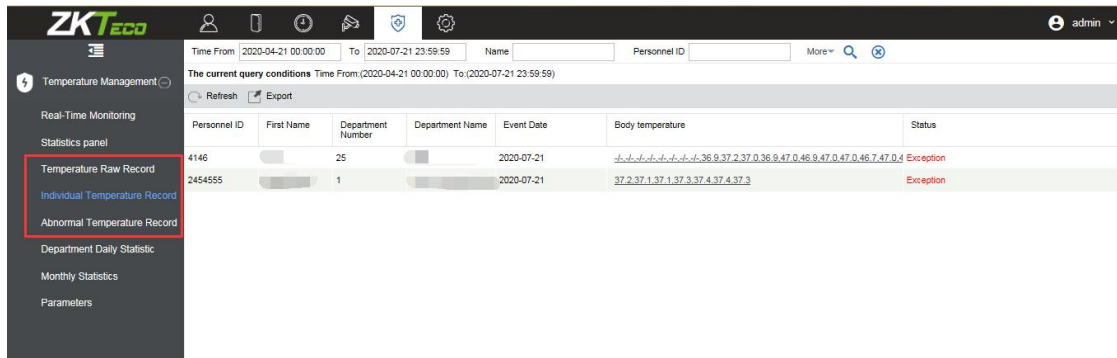 ZKTeco
admin
Time From 2020-04-21 00:00:00 To 2020-07-21 23:59:59 Name Personnel ID More
The current query conditions Time From:(2020-04-21 00:00:00) To:(2020-07-21 23:59:59)
Refresh Export
Temperature Management
Real-Time Monitoring
Statistics panel
Temperature Raw Record
Individual Temperature Record
Abnormal Temperature Record
Department Daily Statistic
Monthly Statistics
Parameters
Personnel ID First Name Department Number Department Name Event Date Body temperature Status
4146 25 2020-07-21 -/-,-/-,-/-,-/-,-/-,-/-,-/-,36.9,37.2,37.0,36.9,47.0,46.9,47.0,47.0,46.7,47.0,4 Exception
2454555 1 2020-07-21 37.2,37.1,37.1,37.3,37.4,37.4,37.3 Exception